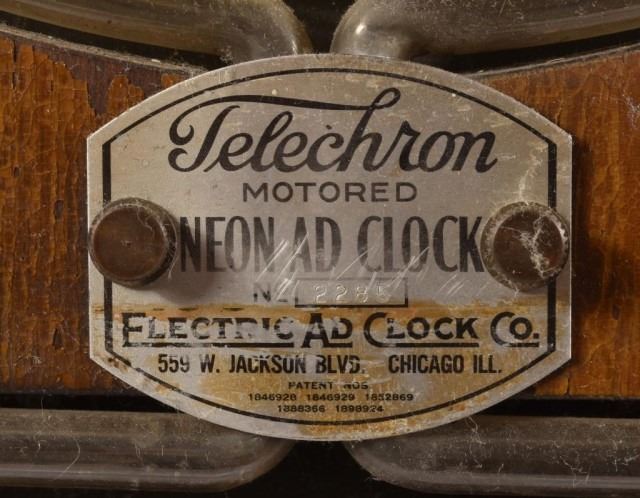 Telechron
MOTORED
NEON AD CLOCK
No 2285
ELECTRIC AD CLOCK CO.
559 W. JACKSON BLVD. CHICAGO ILL.
PATENT NOS
1846928 1846929 1852869
1888366 1898924